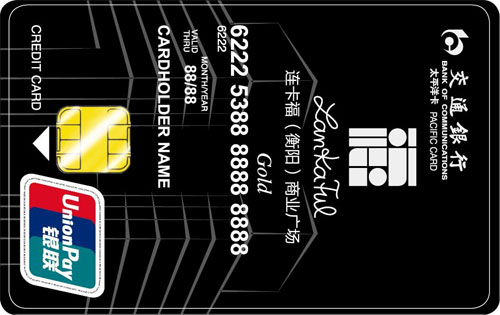 交通银行
BANK OF COMMUNICATIONS
太平洋卡 PACIFIC CARD
LanKaFul
连卡福（衡阳）商业广场
Gold
6222 5388 8888 8888
6222
MONTH/YEAR
VALID THRU 88/88
CARDHOLDER NAME
CREDIT CARD
UnionPay
银联